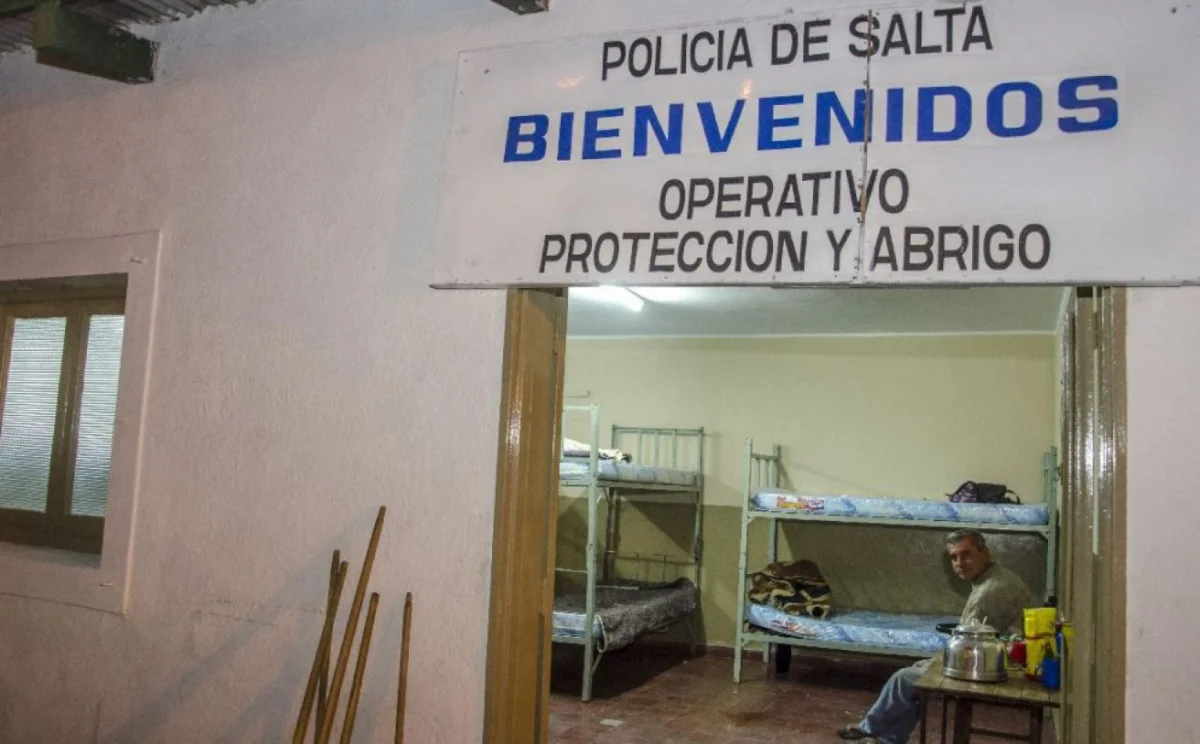 POLICIA DE SALTA
BIENVENIDOS
OPERATIVO
PROTECCION Y ABRIGO